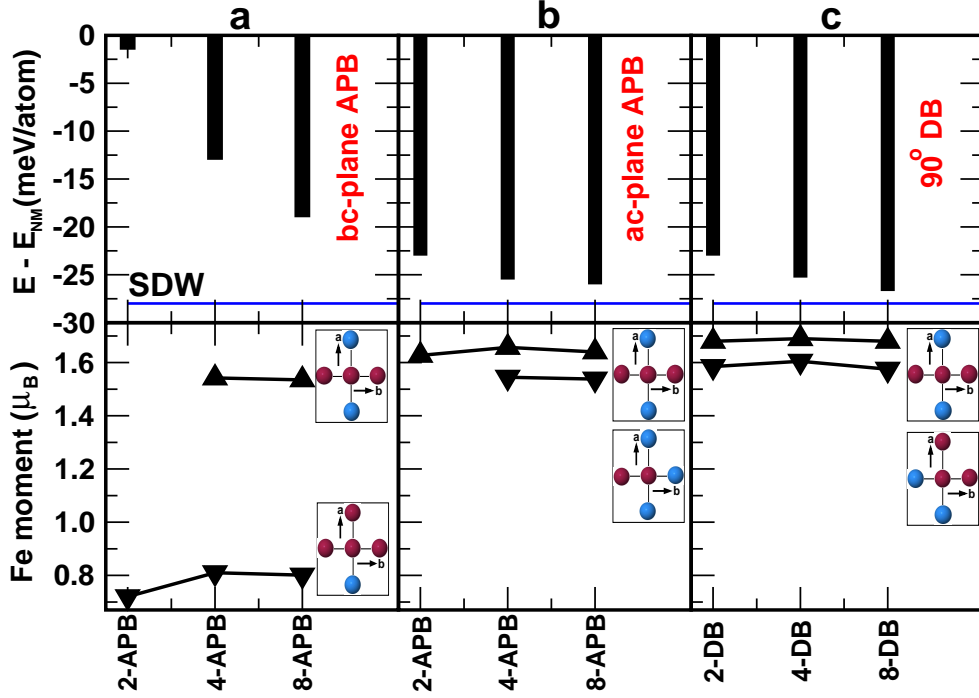 a b c
E - E_NM (meV/atom)
0
-5
-10
-15
-20
-25
-30
bc-plane APB
ac-plane APB
90° DB
SDW
Fe moment (μ_B)
1.6
1.4
1.2
1.0
0.8
a
b
a
b
a
b
a
b
a
b
a
b
2-APB
4-APB
8-APB
2-APB
4-APB
8-APB
2-DB
4-DB
8-DB